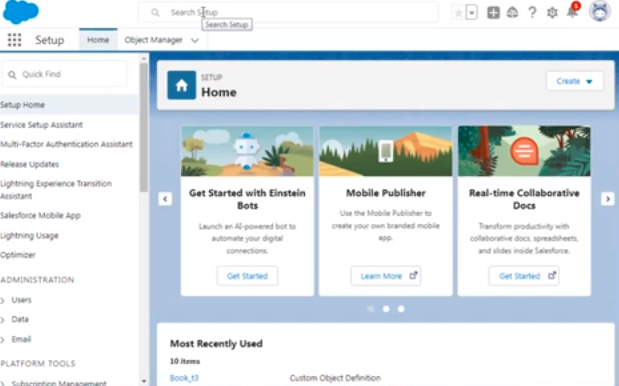 Search Setup
Search Setup
5
Setup
Home
Object Manager
Quick Find
SETUP
Home
Create
Setup Home
Service Setup Assistant
Multi-Factor Authentication Assistant
Release Updates
Lightning Experience Transition
Assistant
Salesforce Mobile App
Lightning Usage
Optimizer
ADMINISTRATION
Users
Data
Email
PLATFORM TOOLS
Subscription Management
Get Started with Einstein
Bots
Launch an AI-powered bot to
automate your digital
connections.
Get Started
Mobile Publisher
Use the Mobile Publisher to
create your own branded mobile
app.
Learn More
Real-time Collaborative
Docs
Transform productivity with
collaborative docs, spreadsheets,
and slides inside Salesforce.
Get Started
Most Recently Used
10 items
Book_t3
Custom Object Definition